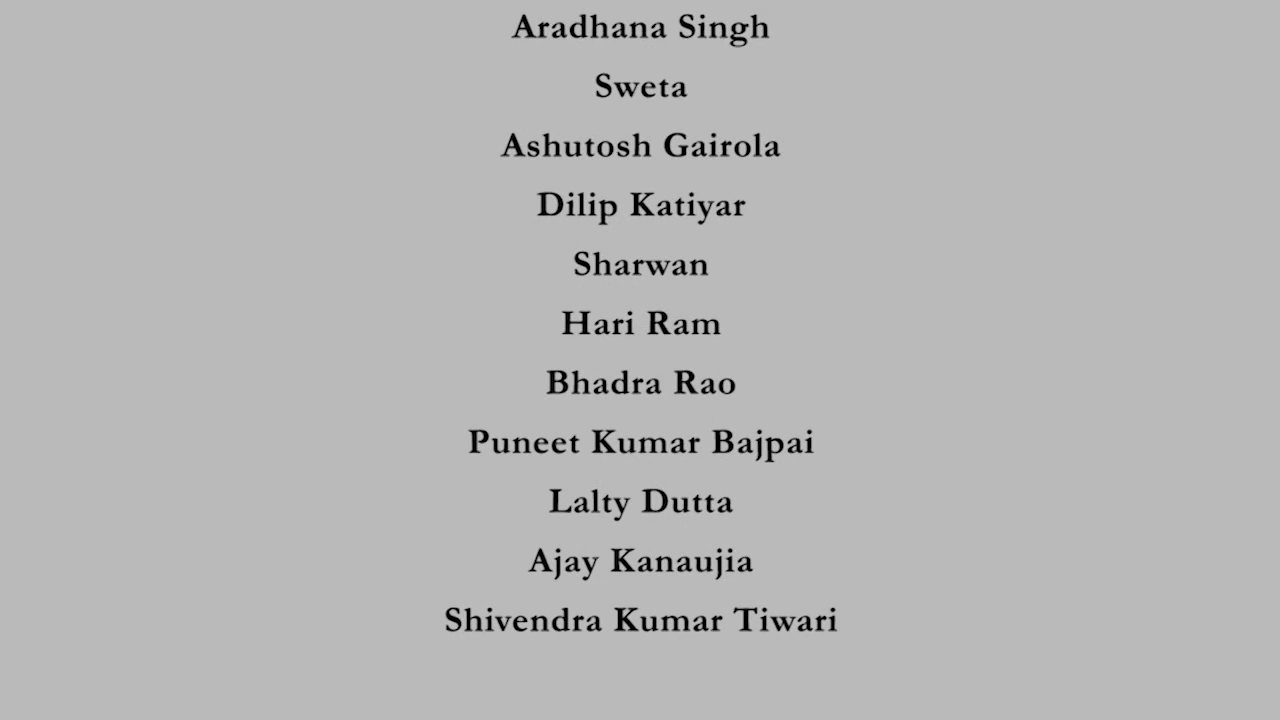 Aradhana Singh
Sweta
Ashutosh Gairola
Dilip Katiyar
Sharwan
Hari Ram
Bhadra Rao
Puneet Kumar Bajpai
Lalty Dutta
Ajay Kanaujia
Shivendra Kumar Tiwari